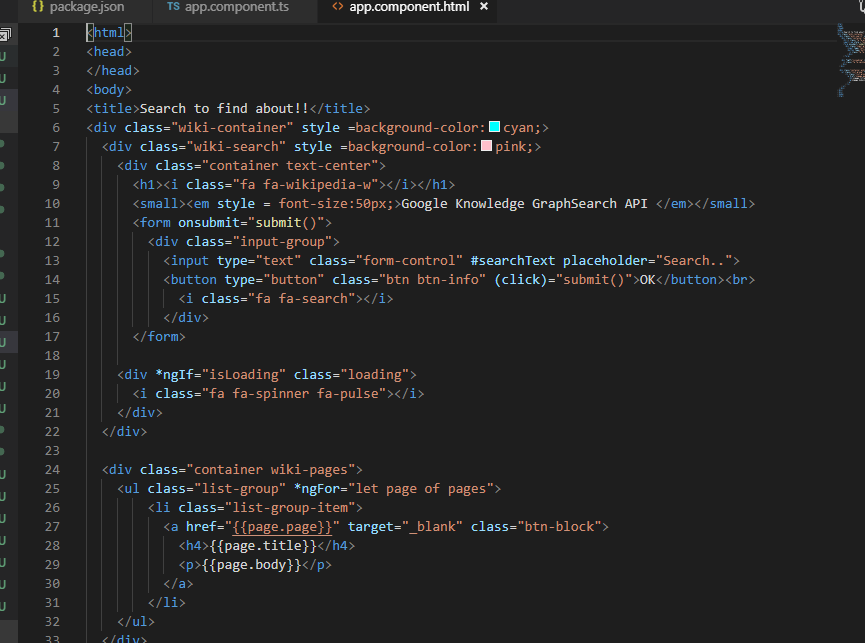 {} package.json TS app.component.ts <> app.component.html ×
1 <html>
2 <head>
3 </head>
4 <body>
5 <title>Search to find about!!</title>
6 <div class="wiki-container" style =background-color:cyan;>
7 <div class="wiki-search" style =background-color:pink;>
8 <div class="container text-center">
9 <h1><i class="fa fa-wikipedia-w"></i></h1>
10 <small><em style = font-size:50px;>Google Knowledge GraphSearch API </em></small>
11 <form onsubmit="submit()">
12 <div class="input-group">
13 <input type="text" class="form-control" #searchText placeholder="Search..">
14 <button type="button" class="btn btn-info" (click)="submit()">OK</button><br>
15 <i class="fa fa-search"></i>
16 </div>
17 </form>
18
19 <div *ngIf="isLoading" class="loading">
20 <i class="fa fa-spinner fa-pulse"></i>
21 </div>
22 </div>
23
24 <div class="container wiki-pages">
25 <ul class="list-group" *ngFor="let page of pages">
26 <li class="list-group-item">
27 <a href="{{page.page}}" target="_blank" class="btn-block">
28 <h4>{{page.title}}</h4>
29 <p>{{page.body}}</p>
30 </a>
31 </li>
32 </ul>
33 </div>
U
U
U
U
U
U
U
U
U
U
U
U
U
U